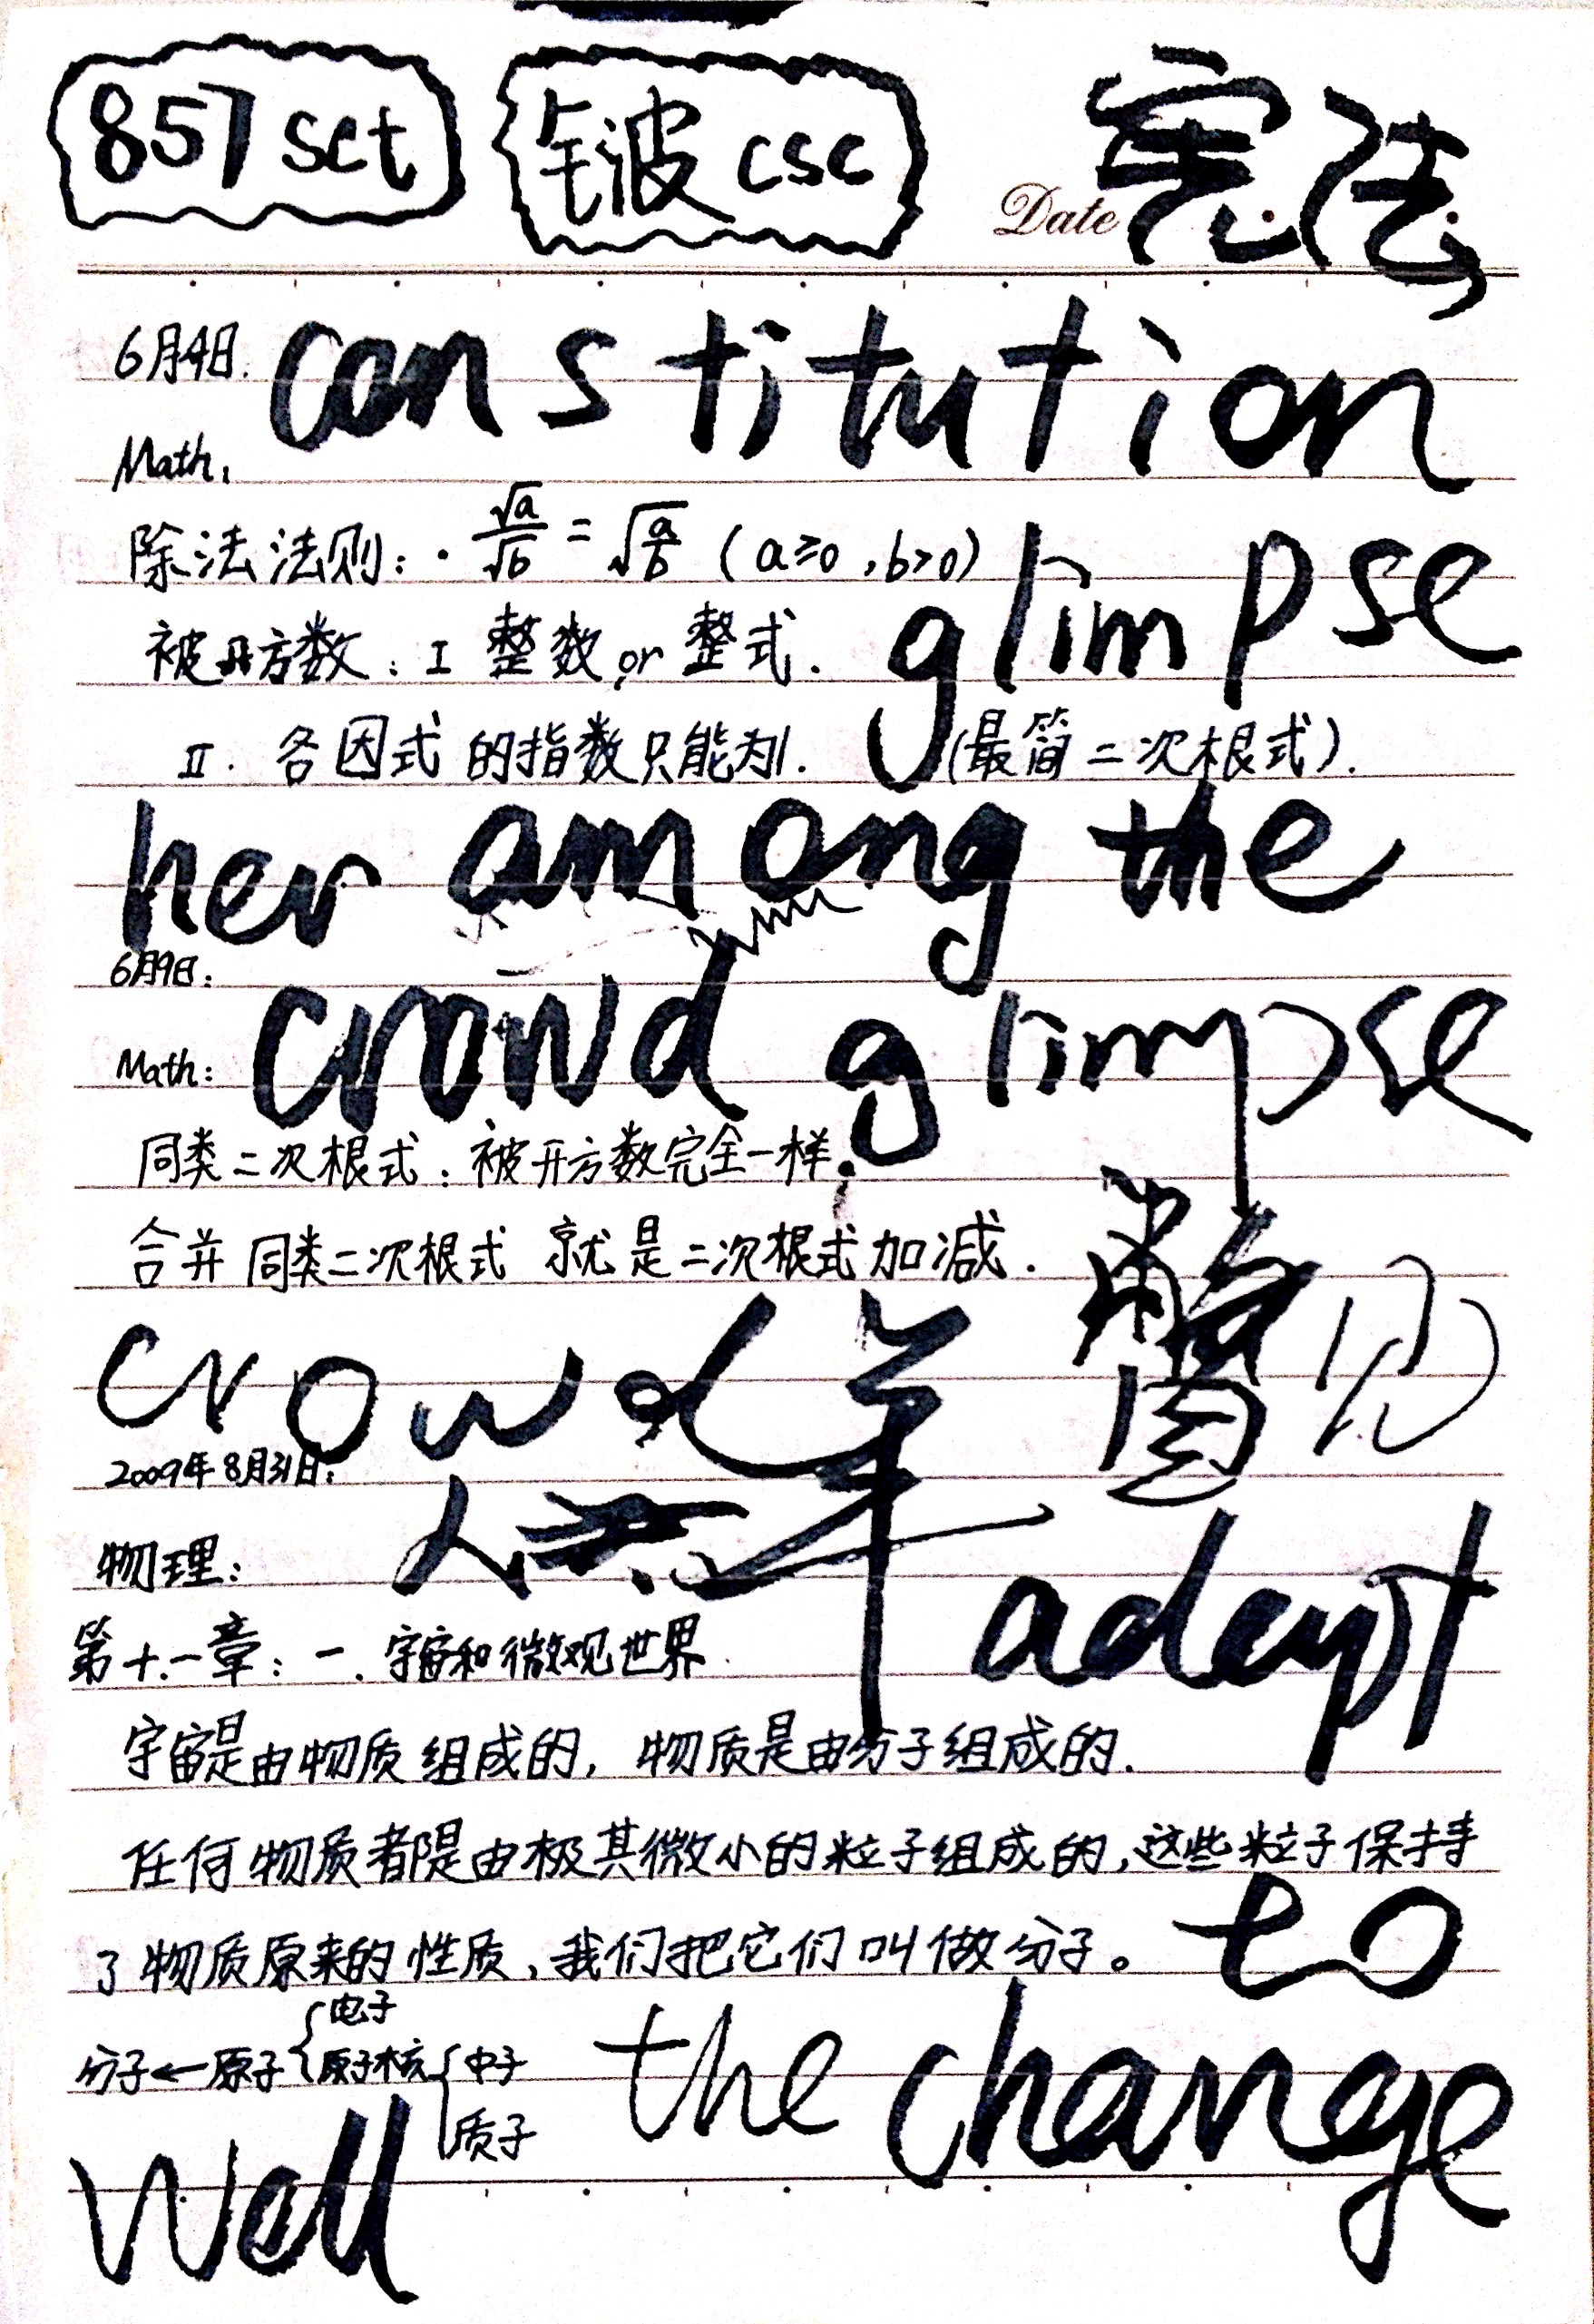 857 sct
波 csc
宪法
Date
6月4日.
constitution
Math.
除法法则: · √a/√b = √(a/b) (a≥0, b>0)
glimpse
被开方数: I 整数 or 整式.
II. 各因式的指数只能为1. (最简二次根式).
her among the
6月9日:
crowd glimpse
Math:
同类二次根式: 被开方数完全一样.
合并同类二次根式 就是二次根式加减.
crowd
瞥见
2009年8月31日:
人群
物理:
adept
第十一章: 一. 宇宙和微观世界
宇宙是由物质组成的, 物质是由分子组成的.
任何物质都是由极其微小的粒子组成的,这些粒子保持
了物质原来的性质、我们把它们叫做分子。
to
分子←原子{电子 原子核{中子 质子
the change
Well